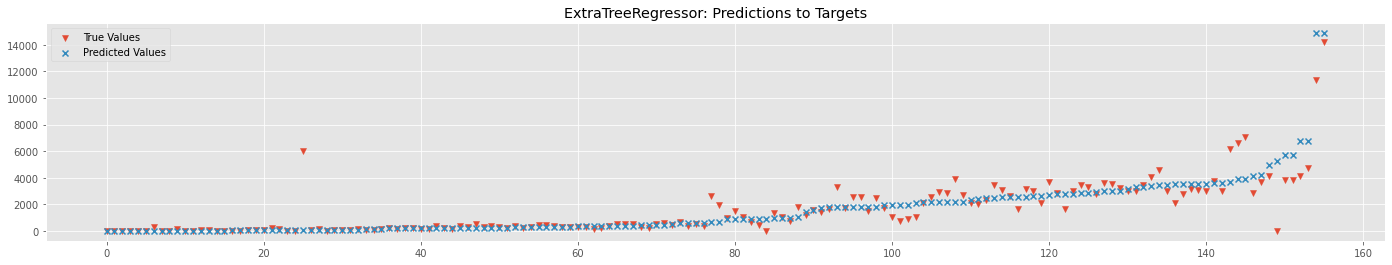 ExtraTreeRegressor: Predictions to Targets
True Values
Predicted Values
14000
12000
10000
8000
6000
4000
2000
0
0 20 40 60 80 100 120 140 160